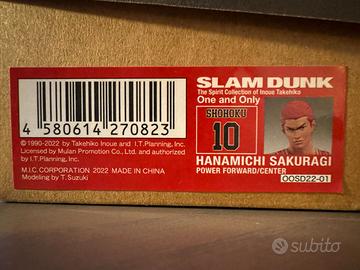 SLAM DUNK
The Spirit Collection of Inoue Takehiko
One and Only
SHOHOKU
10
HANAMICHI SAKURAGI
POWER FORWARD/CENTER
OOSD22-01
4 580614 270823
©1990-2022 by Takehiko Inoue and I.T.Planning, Inc.
Licensed by Mulan Promotion Co., Ltd. and authorized
by I.T.Planning, Inc.
M.I.C. CORPORATION 2022 MADE IN CHINA
Modeling by T.Suzuki
subito